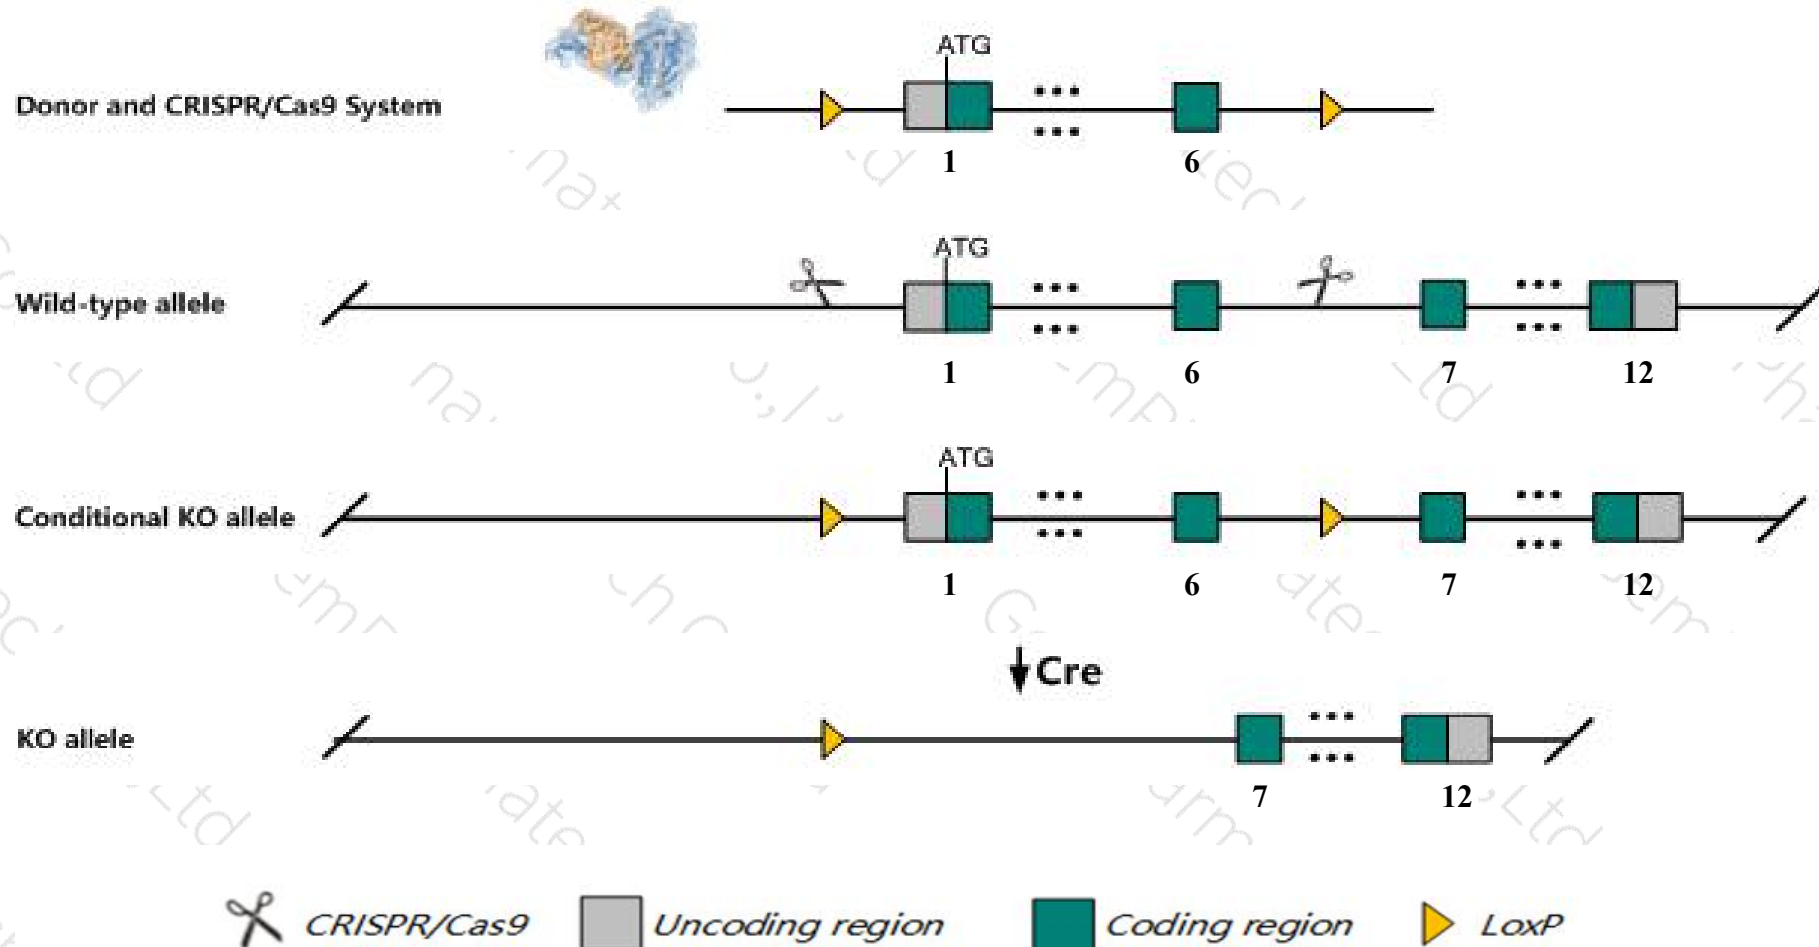 ATG
Donor and CRISPR/Cas9 System
1 6
ATG
Wild-type allele
1 6 7 12
ATG
Conditional KO allele
1 6 7 12
Cre
KO allele
7 12
CRISPR/Cas9 Uncoding region Coding region LoxP